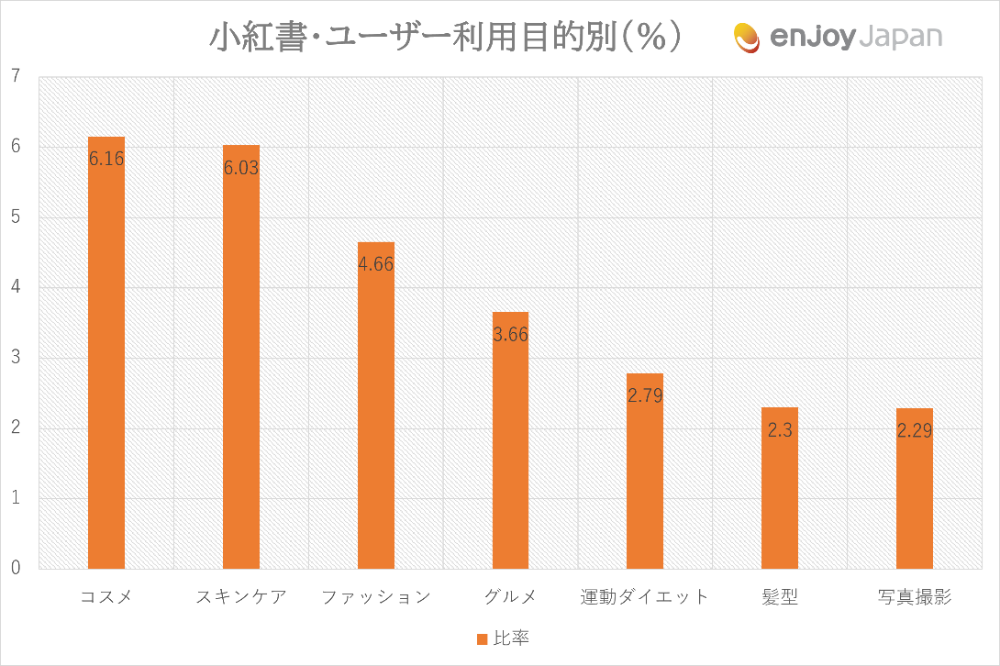 小紅書・ユーザー利用目的別(%)
enjoy Japan
7
6
5
4
3
2
1
0
6.16
6.03
4.66
3.66
2.79
2.3
2.29
コスメ
スキンケア
ファッション
グルメ
運動ダイエット
髪型
写真撮影
比率